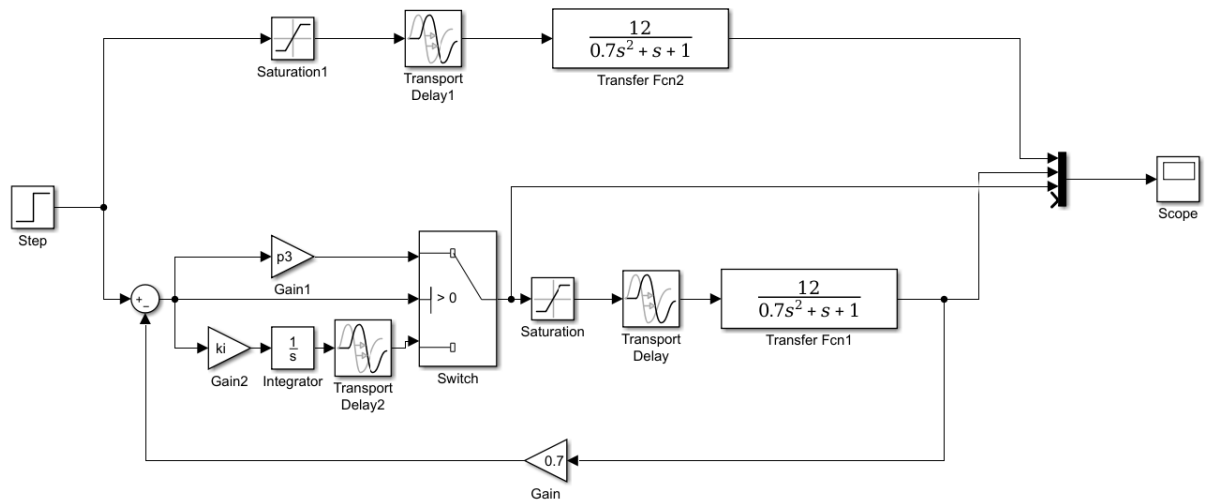 12
0.7s² + s + 1
Saturation1
Transport
Delay1
Transfer Fcn2
Step
Scope
+
−
p3
Gain1
> 0
ki
Gain2
1
s
Integrator
Transport
Delay2
Switch
Saturation
Transport
Delay
12
0.7s² + s + 1
Transfer Fcn1
0.7
Gain